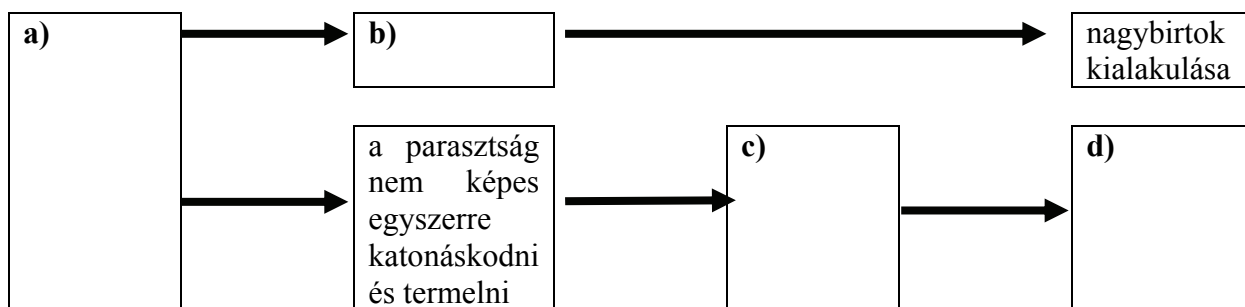 a)
b)
nagybirtok
kialakulása
a parasztság
nem képes
egyszerre
katonáskodni
és termelni
c)
d)